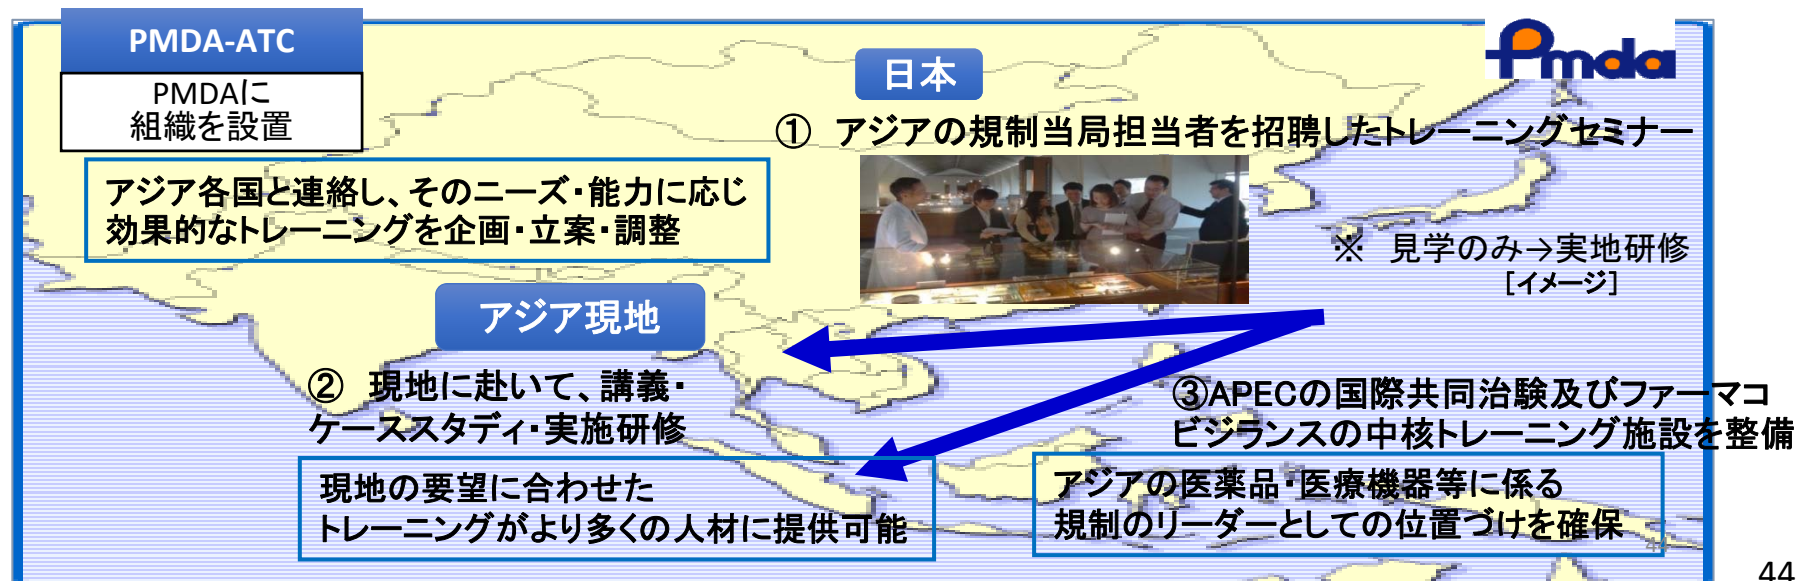 PMDA-ATC
PMDAに
組織を設置
アジア各国と連絡し、そのニーズ・能力に応じ
効果的なトレーニングを企画・立案・調整
Pmda
日本
① アジアの規制当局担当者を招聘したトレーニングセミナー
※ 見学のみ→実地研修
[イメージ]
アジア現地
② 現地に赴いて、講義・
ケーススタディ・実施研修
現地の要望に合わせた
トレーニングがより多くの人材に提供可能
③APECの国際共同治験及びファーマコ
ビジランスの中核トレーニング施設を整備
アジアの医薬品・医療機器等に係る
規制のリーダーとしての位置づけを確保
44
44